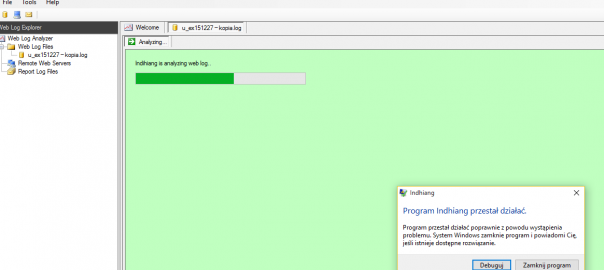 File Tools Help
Web Log Explorer
Web Log Analyzer
Web Log Files
u_ex151227 – kopia.log
Remote Web Servers
Report Log Files
Welcome
u_ex151227 – kopia.log
Analyzing...
Indihiang is analyzing web log...
Indihiang
Program Indihiang przestał działać.
Program przestał działać poprawnie z powodu wystąpienia
problemu. System Windows zamknie program i powiadomi Cię,
jeśli istnieje dostępne rozwiązanie.
Debuguj
Zamknij program